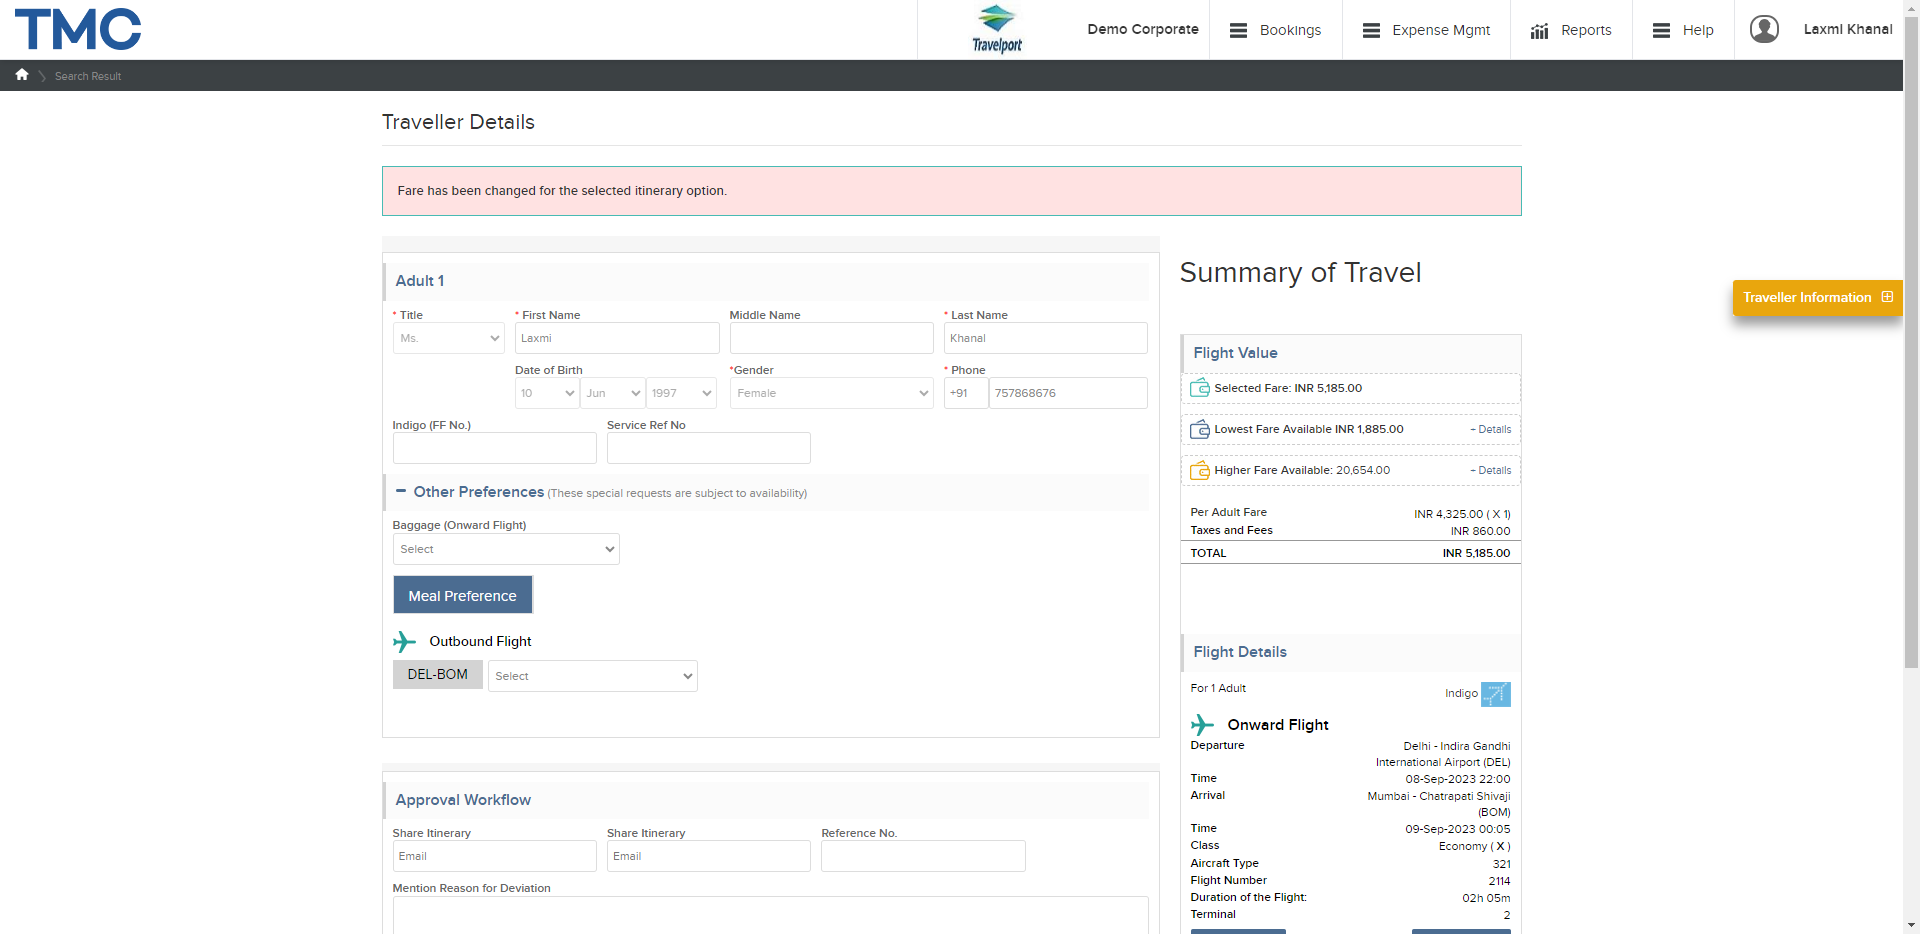 TMC
Travelport
Demo Corporate
Bookings
Expense Mgmt
Reports
Help
Laxmi Khanal
Search Result
Traveller Details
Fare has been changed for the selected itinerary option.
Adult 1
* Title
* First Name
Middle Name
* Last Name
Ms.
Laxmi
Khanal
Date of Birth
*Gender
* Phone
10
Jun
1997
Female
+91
757868676
Indigo (FF No.)
Service Ref No
Other Preferences (These special requests are subject to availability)
Baggage (Onward Flight)
Select
Meal Preference
Outbound Flight
DEL-BOM
Select
Approval Workflow
Share Itinerary
Share Itinerary
Reference No.
Email
Email
Mention Reason for Deviation
Summary of Travel
Traveller Information
Flight Value
Selected Fare: INR 5,185.00
Lowest Fare Available INR 1,885.00
+ Details
Higher Fare Available: 20,654.00
+ Details
Per Adult Fare
INR 4,325.00 ( X 1)
Taxes and Fees
INR 860.00
TOTAL
INR 5,185.00
Flight Details
For 1 Adult
Indigo
Onward Flight
Departure
Delhi - Indira Gandhi
International Airport (DEL)
Time
08-Sep-2023 22:00
Arrival
Mumbai - Chatrapati Shivaji
(BOM)
Time
09-Sep-2023 00:05
Class
Economy ( X )
Aircraft Type
321
Flight Number
2114
Duration of the Flight:
02h 05m
Terminal
2